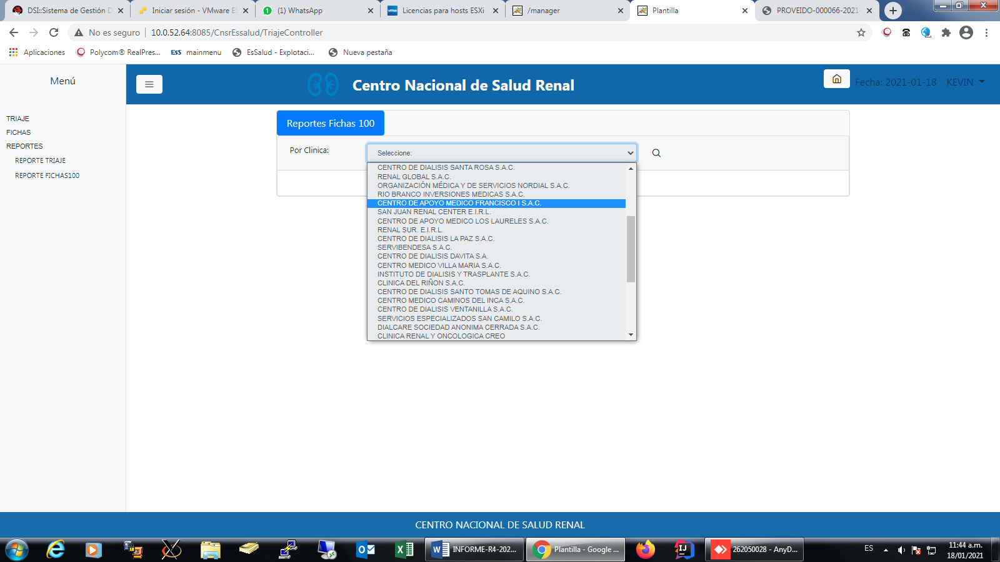 DSI::Sistema de Gestión D
Iniciar sesión - VMware ES
(1) WhatsApp
Licencias para hosts ESXi
/manager
Plantilla
PROVEIDO-000066-2021-
No es seguro
10.0.52.64:8085/CnsrEssalud/TriajeController
Aplicaciones
Polycom® RealPres...
EsS mainmenu
EsSalud - Explotaci...
Nueva pestaña
Menú
Centro Nacional de Salud Renal
Fecha: 2021-01-18
KEVIN
TRIAJE
FICHAS
REPORTES
REPORTE TRIAJE
REPORTE FICHAS100
Reportes Fichas 100
Por Clinica:
Seleccione:
CENTRO DE DIALISIS SANTA ROSA S.A.C.
RENAL GLOBAL S.A.C.
ORGANIZACIÓN MÉDICA Y DE SERVICIOS NORDIAL S.A.C.
RIO BRANCO INVERSIONES MEDICAS S.A.C.
CENTRO DE APOYO MEDICO FRANCISCO I S.A.C.
SAN JUAN RENAL CENTER E.I.R.L.
CENTRO DE APOYO MEDICO LOS LAURELES S.A.C.
RENAL SUR. E.I.R.L.
CENTRO DE DIALISIS LA PAZ S.A.C.
SERVIBENDESA S.A.C.
CENTRO DE DIALISIS DAVITA S.A.
CENTRO MEDICO VILLA MARIA S.A.C.
INSTITUTO DE DIALISIS Y TRASPLANTE S.A.C.
CLINICA DEL RIÑON S.A.C.
CENTRO DE DIALISIS SANTO TOMAS DE AQUINO S.A.C.
CENTRO MEDICO CAMINOS DEL INCA S.A.C.
CENTRO DE DIALISIS VENTANILLA S.A.C.
SERVICIOS ESPECIALIZADOS SAN CAMILO S.A.C.
DIALCARE SOCIEDAD ANONIMA CERRADA S.A.C.
CLINICA RENAL Y ONCOLOGICA CREO
CENTRO NACIONAL DE SALUD RENAL
INFORME-R4-202...
Plantilla - Google ...
262050028 - AnyD...
ES
11:44 a.m.
18/01/2021